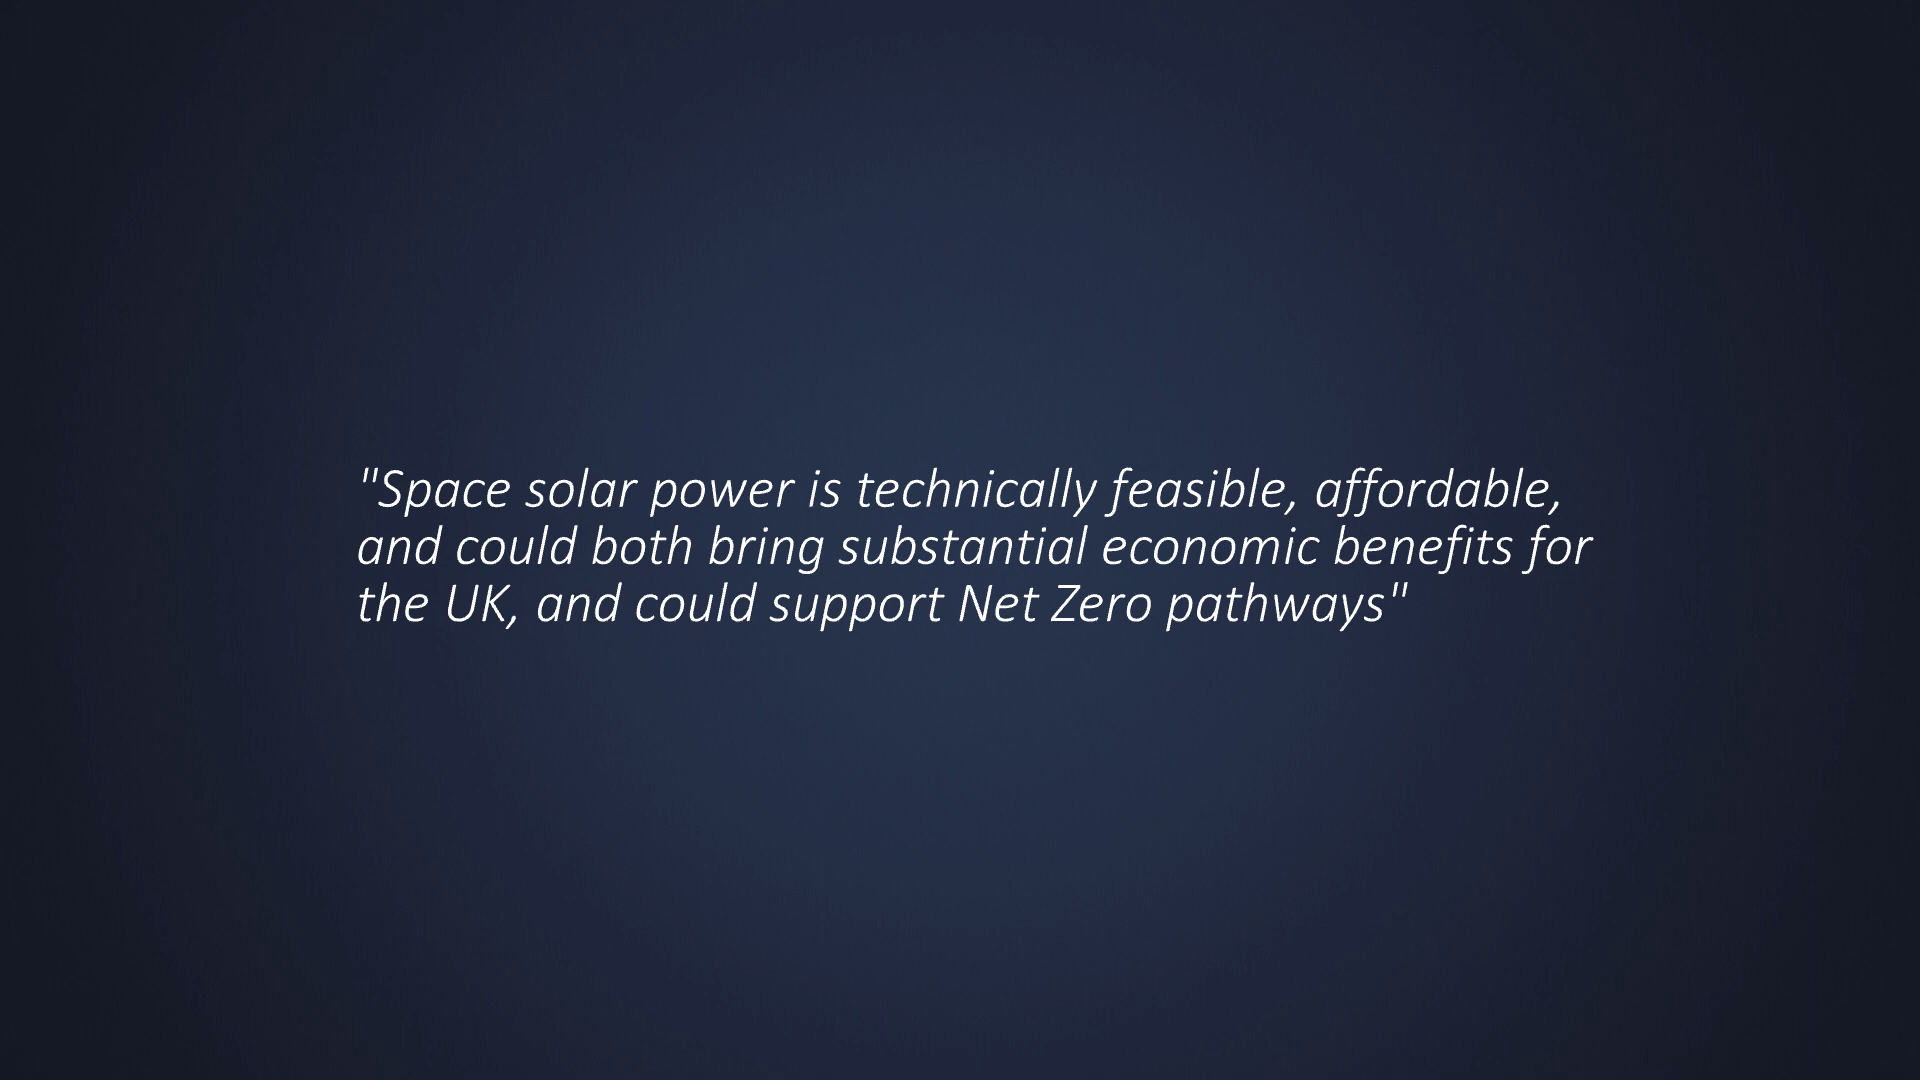 "Space solar power is technically feasible, affordable,
and could both bring substantial economic benefits for
the UK, and could support Net Zero pathways"